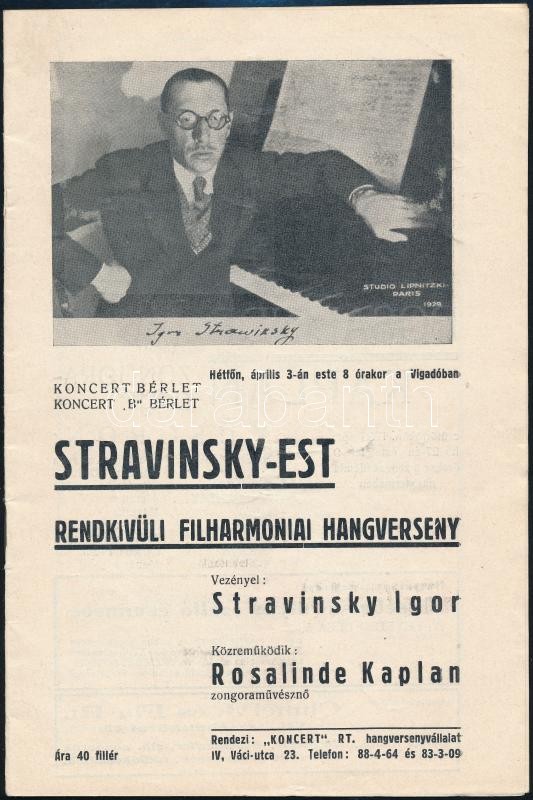 STUDIO LIPNITZKI-
PARIS
1929
Igor Strawinsky
Hétfőn, április 3-án este 8 órakor a Vigadóban
KONCERT BÉRLET
KONCERT „B" BÉRLET
darabanth
STRAVINSKY-EST
RENDKIVÜLI FILHARMONIAI HANGVERSENY
Vezényel:
Stravinsky Igor
Közreműködik:
Rosalinde Kaplan
zongoraművésznő
Rendezi: „KONCERT" RT. hangversenyvállalat
Ára 40 fillér
IV, Váci-utca 23. Telefon: 88-4-64 és 83-3-09